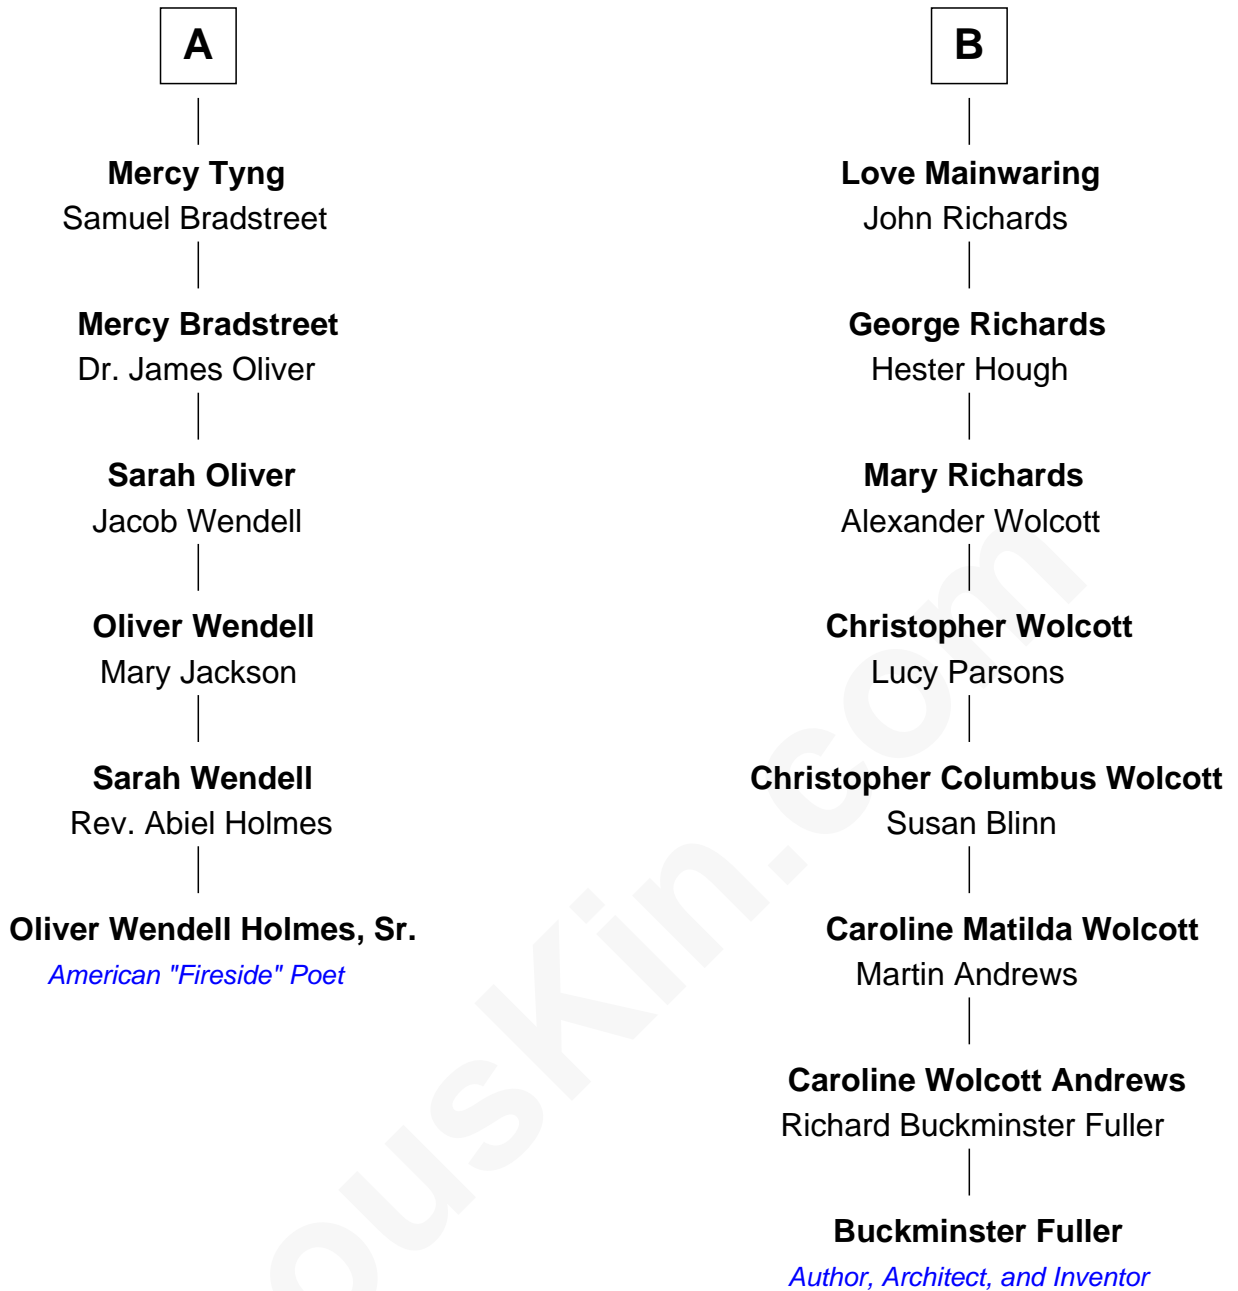 A
Mercy Tyng
Samuel Bradstreet
Mercy Bradstreet
Dr. James Oliver
Sarah Oliver
Jacob Wendell
Oliver Wendell
Mary Jackson
Sarah Wendell
Rev. Abiel Holmes
Oliver Wendell Holmes, Sr.
American "Fireside" Poet
B
Love Mainwaring
John Richards
George Richards
Hester Hough
Mary Richards
Alexander Wolcott
Christopher Wolcott
Lucy Parsons
Christopher Columbus Wolcott
Susan Blinn
Caroline Matilda Wolcott
Martin Andrews
Caroline Wolcott Andrews
Richard Buckminster Fuller
Buckminster Fuller
Author, Architect, and Inventor
ousKin.com